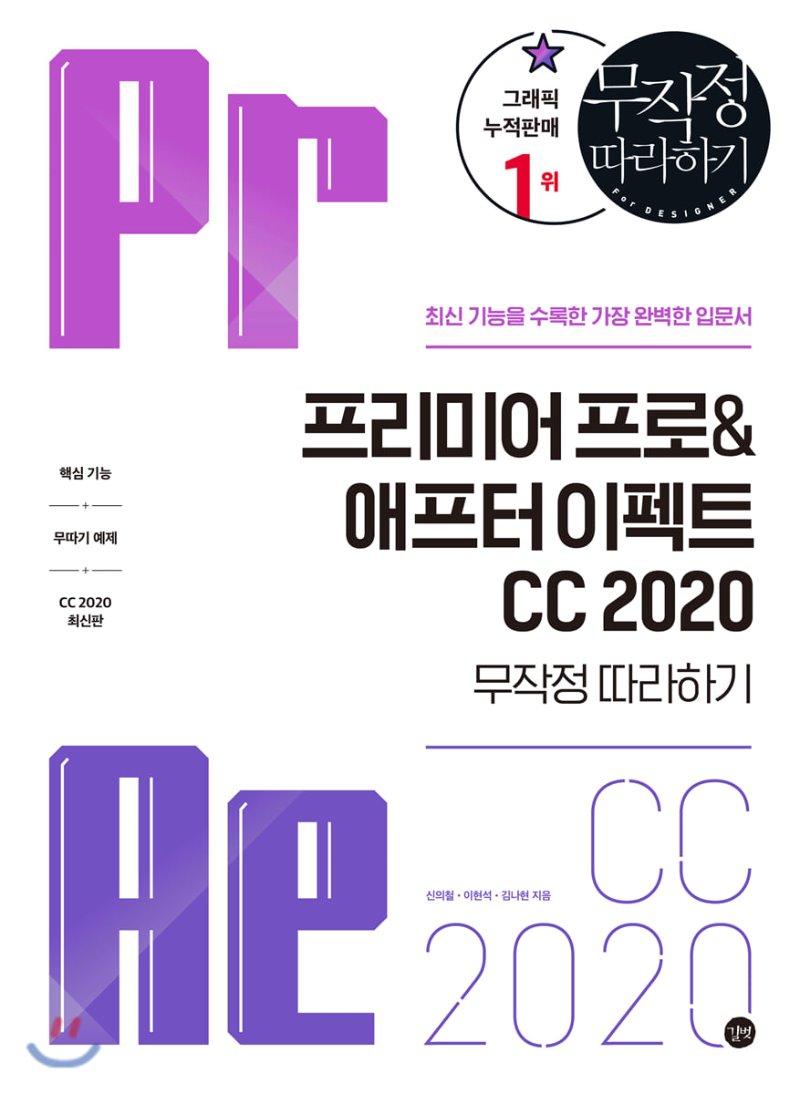 Pr
그래픽
누적판매
1위
무작정
따라하기
For DESIGNER
최신 기능을 수록한 가장 완벽한 입문서
프리미어 프로&
애프터 이펙트
CC 2020
무작정 따라하기
핵심 기능
+
무따기 예제
+
CC 2020
최신판
Ae
CC
신의철 · 이현석 · 김나현 지음
2020
길벗